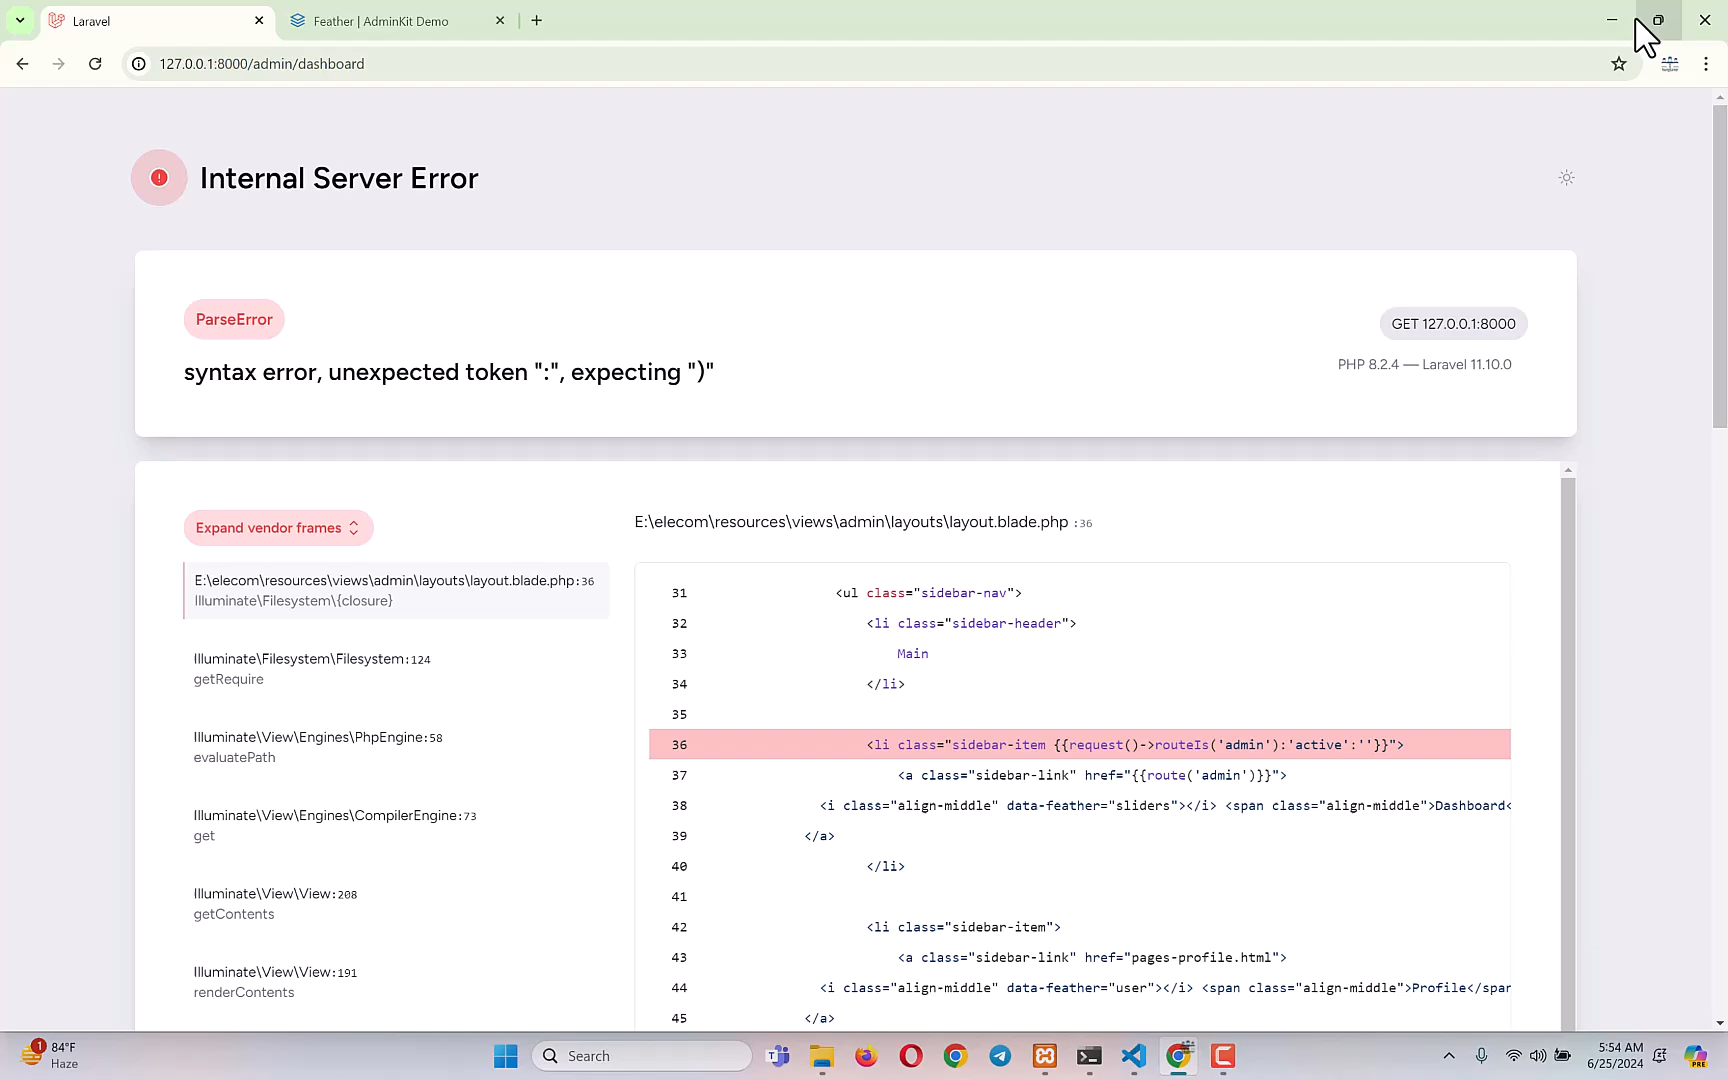 Laravel
Feather | AdminKit Demo
127.0.0.1:8000/admin/dashboard
Internal Server Error
ParseError
GET 127.0.0.1:8000
syntax error, unexpected token ":", expecting ")"
PHP 8.2.4 — Laravel 11.10.0
Expand vendor frames
E:\elecom\resources\views\admin\layouts\layout.blade.php:36
Illuminate\Filesystem\{closure}
Illuminate\Filesystem\Filesystem:124
getRequire
Illuminate\View\Engines\PhpEngine:58
evaluatePath
Illuminate\View\Engines\CompilerEngine:73
get
Illuminate\View\View:208
getContents
Illuminate\View\View:191
renderContents
E:\elecom\resources\views\admin\layouts\layout.blade.php :36
31 <ul class="sidebar-nav">
32 <li class="sidebar-header">
33 Main
34 </li>
35
36 <li class="sidebar-item {{request()->routeIs('admin'):'active':''}}">
37 <a class="sidebar-link" href="{{route('admin')}}">
38 <i class="align-middle" data-feather="sliders"></i> <span class="align-middle">Dashboard<
39 </a>
40 </li>
41
42 <li class="sidebar-item">
43 <a class="sidebar-link" href="pages-profile.html">
44 <i class="align-middle" data-feather="user"></i> <span class="align-middle">Profile</span
45 </a>
1
84°F
Haze
Search
5:54 AM
6/25/2024
PRE